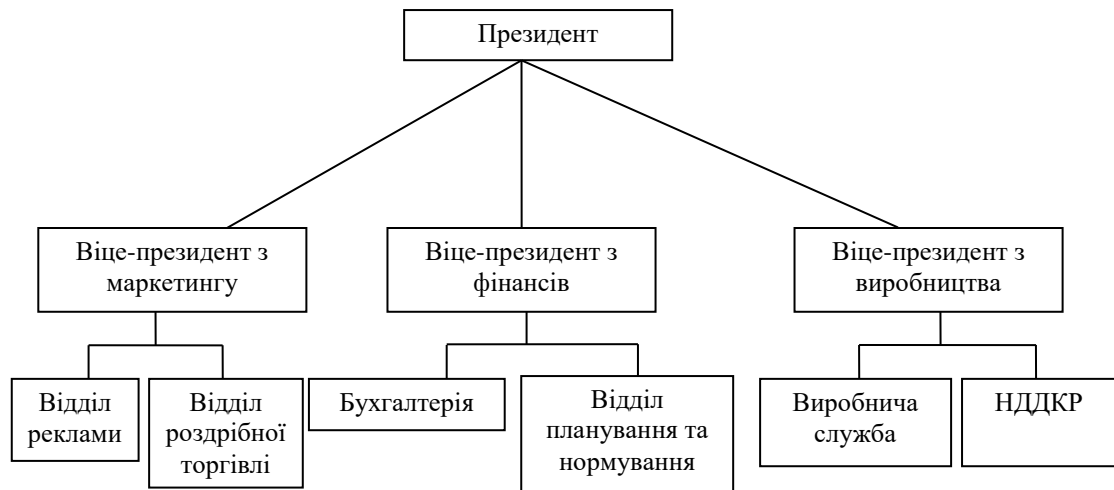 Президент
Віце-президент з
маркетингу
Віце-президент з
фінансів
Віце-президент з
виробництва
Відділ
реклами
Відділ
роздрібної
торгівлі
Бухгалтерія
Відділ
планування та
нормування
Виробнича
служба
НДДКР